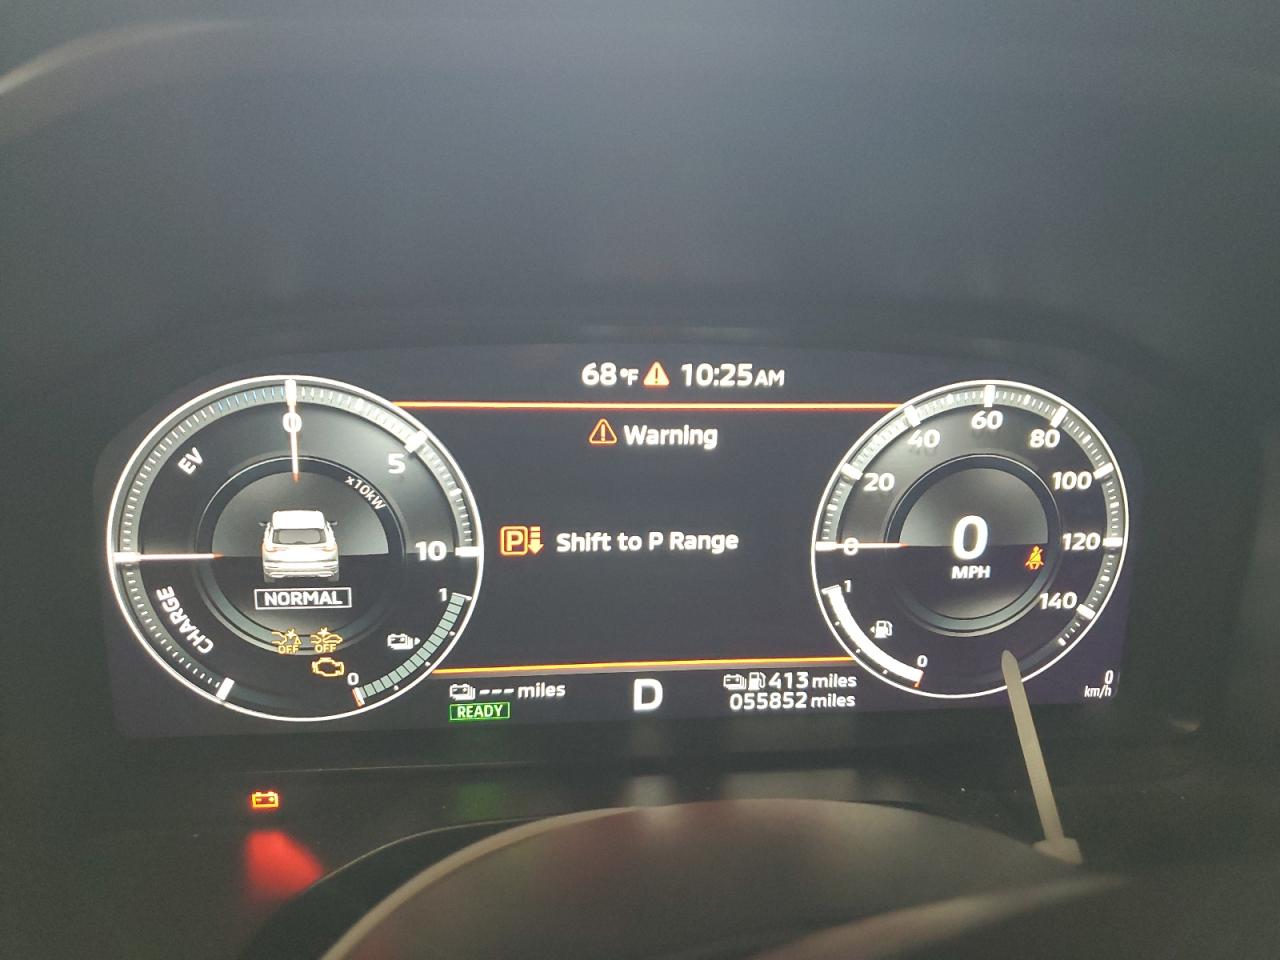 68°F 10:25AM
Warning
P Shift to P Range
EV
0
5
10
x10kW
CHARGE
NORMAL
OFF OFF
1
0
--- miles
READY
D
413 miles
055852 miles
0
20
40
60
80
100
120
140
0
MPH
1
0
0
km/h